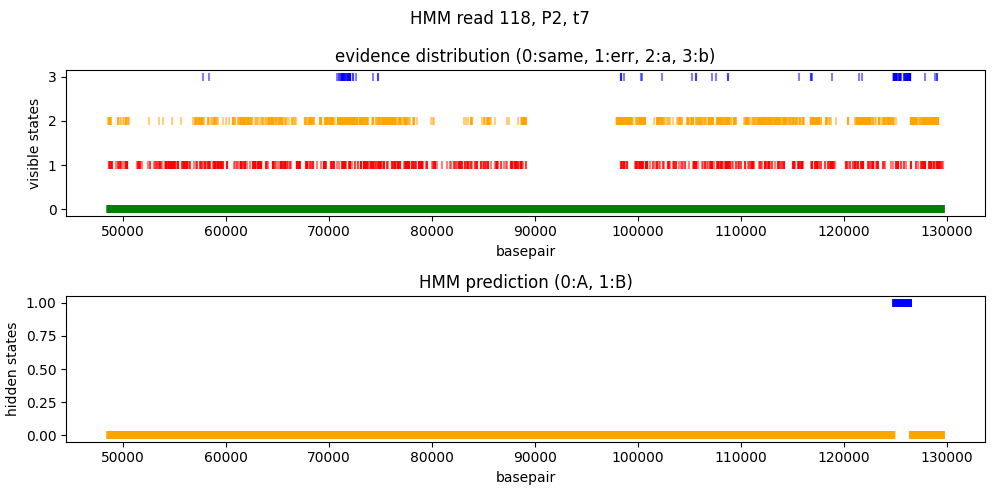 HMM read 118, P2, t7
evidence distribution (0:same, 1:err, 2:a, 3:b)
visible states
3
2
1
0
50000 60000 70000 80000 90000 100000 110000 120000 130000
basepair
HMM prediction (0:A, 1:B)
hidden states
1.00
0.75
0.50
0.25
0.00
50000 60000 70000 80000 90000 100000 110000 120000 130000
basepair